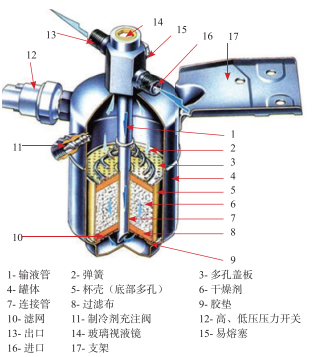 14
13
15
16
17
12
1
2
3
11
4
5
6
7
8
10
9
1- 输液管 2- 弹簧 3- 多孔盖板
4- 罐体 5- 杯壳（底部多孔） 6- 干燥剂
7- 连接管 8- 过滤布 9- 胶垫
10- 滤网 11- 制冷剂充注阀 12- 高、低压压力开关
13- 出口 14- 玻璃视液镜 15- 易熔塞
16- 进口 17- 支架